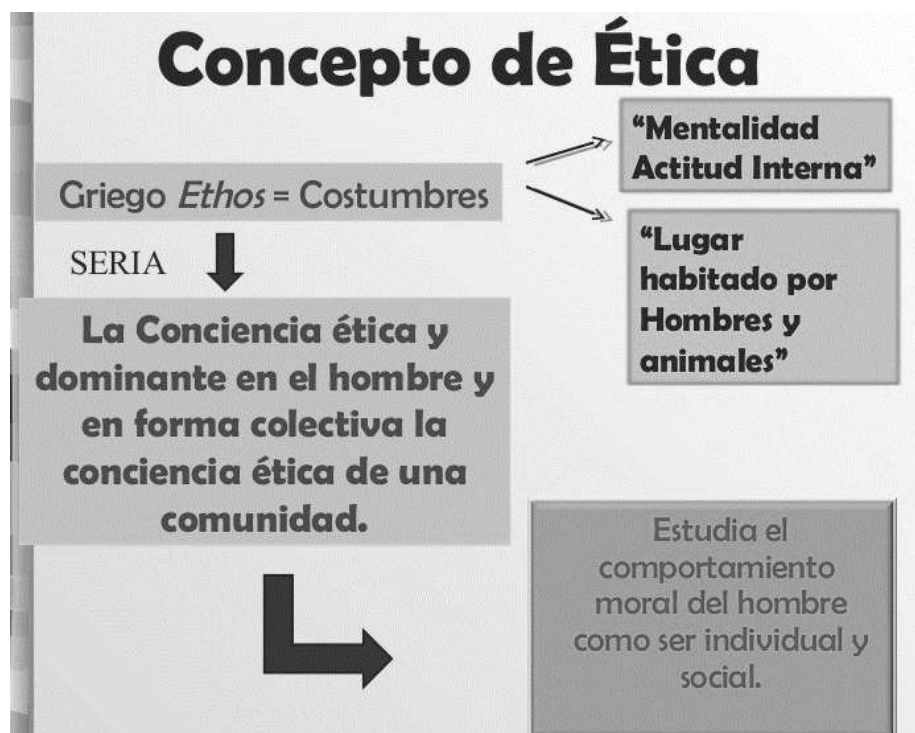 Concepto de Ética
“Mentalidad
Actitud Interna”
Griego Ethos = Costumbres
“Lugar
habitado por
Hombres y
animales”
SERIA
La Conciencia ética y
dominante en el hombre y
en forma colectiva la
conciencia ética de una
comunidad.
Estudia el
comportamiento
moral del hombre
como ser individual y
social.